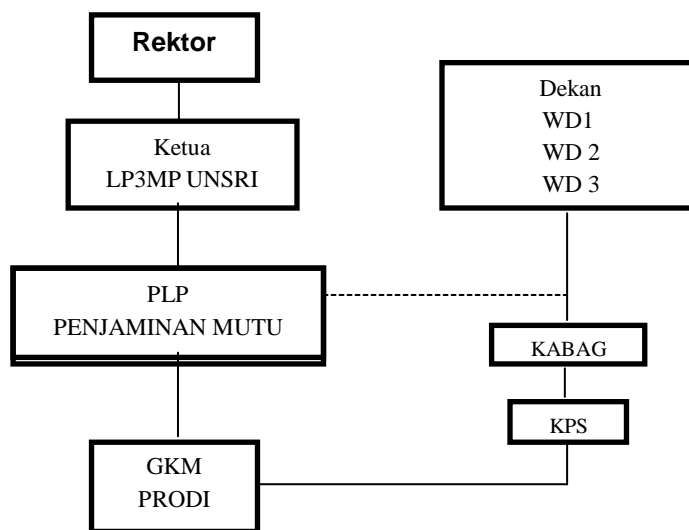 Rektor
Ketua
LP3MP UNSRI
PLP
PENJAMINAN MUTU
GKM
PRODI
Dekan
WD1
WD 2
WD 3
KABAG
KPS